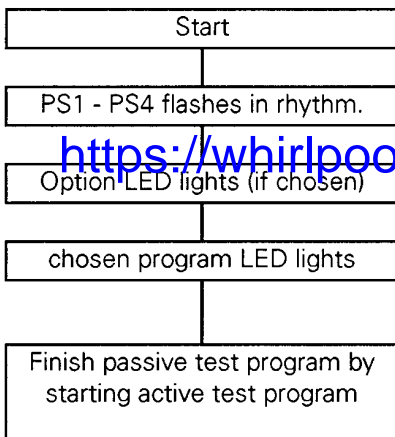 Start
PS1 - PS4 flashes in rhythm.
https://whirlpoo
Option LED lights (if chosen)
chosen program LED lights
Finish passive test program by
starting active test program